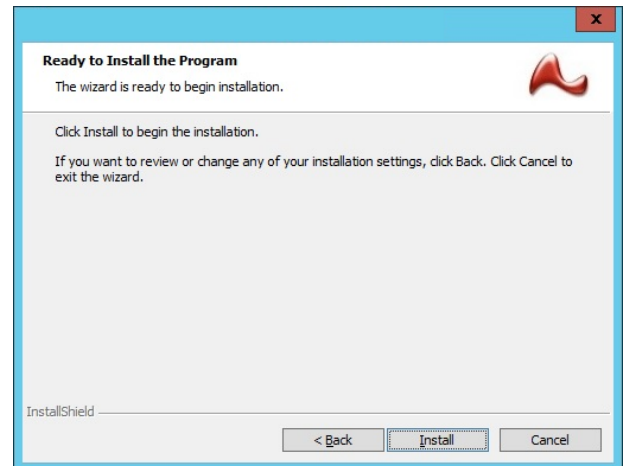 x
Ready to Install the Program
The wizard is ready to begin installation.
Click Install to begin the installation.
If you want to review or change any of your installation settings, click Back. Click Cancel to
exit the wizard.
InstallShield
< Back
Install
Cancel